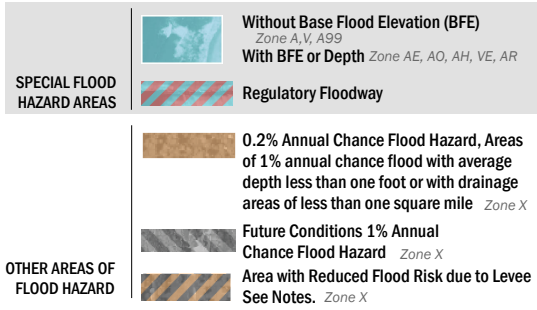 SPECIAL FLOOD
HAZARD AREAS
Without Base Flood Elevation (BFE)
Zone A,V, A99
With BFE or Depth Zone AE, AO, AH, VE, AR
Regulatory Floodway
OTHER AREAS OF
FLOOD HAZARD
0.2% Annual Chance Flood Hazard, Areas
of 1% annual chance flood with average
depth less than one foot or with drainage
areas of less than one square mile Zone X
Future Conditions 1% Annual
Chance Flood Hazard Zone X
Area with Reduced Flood Risk due to Levee
See Notes. Zone X